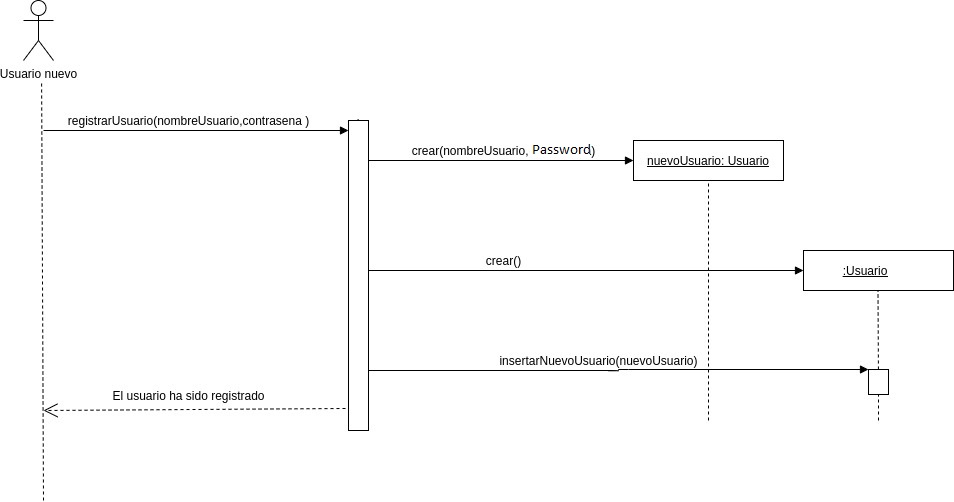 Usuario nuevo
registrarUsuario(nombreUsuario,contrasena )
crear(nombreUsuario, Password)
nuevoUsuario: Usuario
crear()
:Usuario
insertarNuevoUsuario(nuevoUsuario)
El usuario ha sido registrado